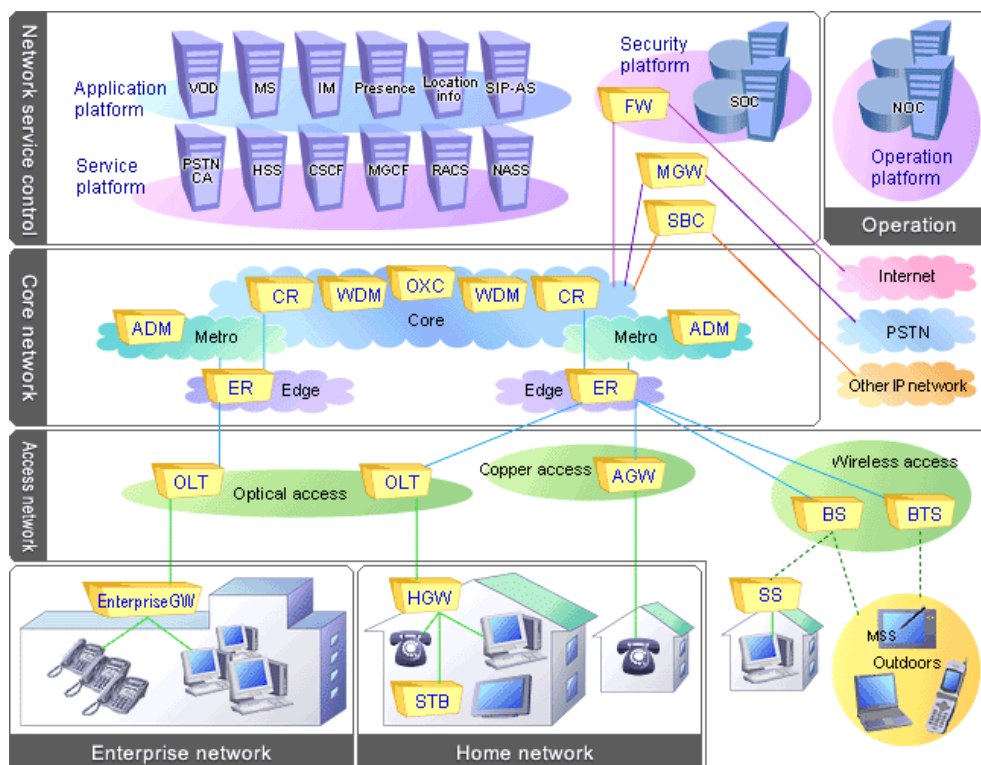 Network service control
Application
platform
VOD
MS
IM
Presence
Location
info
SIP-AS
Service
platform
PSTN
CA
HSS
CSCF
MGCF
RACS
NASS
Security
platform
SOC
FW
MGW
SBC
NOC
Operation
platform
Operation
Core network
CR
WDM
OXC
WDM
CR
Core
ADM
Metro
Metro
ADM
ER
Edge
Edge
ER
Internet
PSTN
Other IP network
Access network
OLT
Optical access
OLT
Copper access
AGW
Wireless access
BS
BTS
EnterpriseGW
HGW
STB
SS
MSS
Outdoors
Enterprise network
Home network